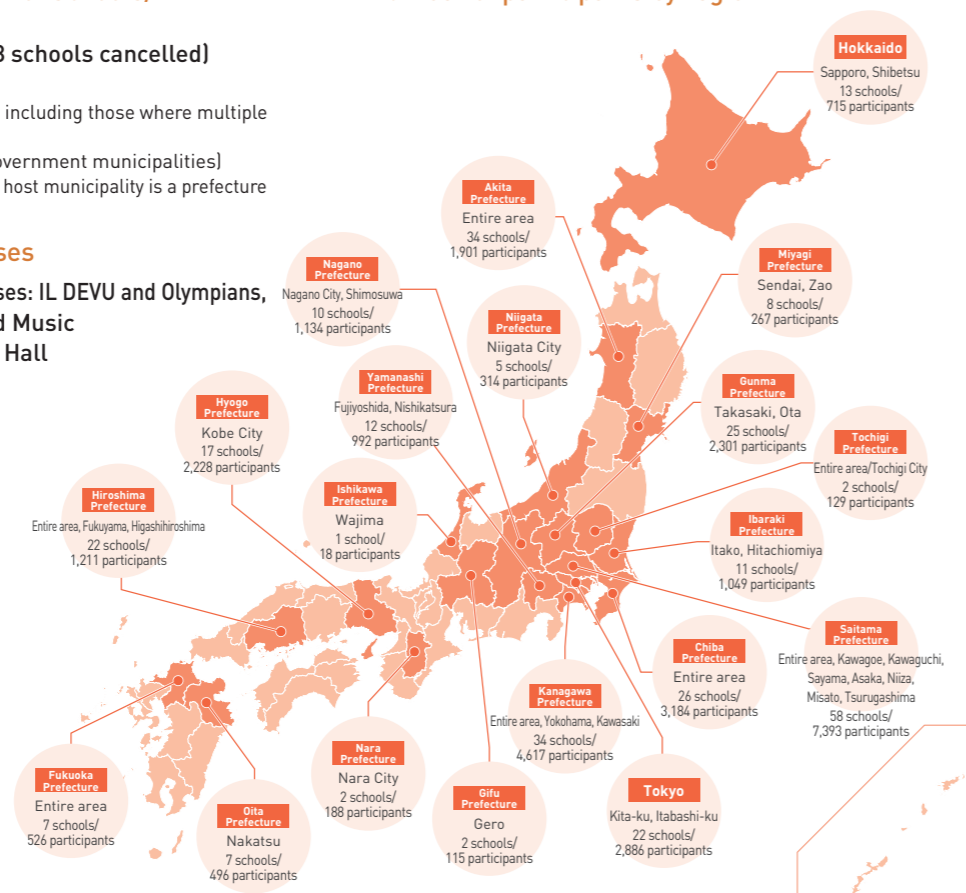 3 schools cancelled)
including those where multiple
overnment municipalities)
host municipality is a prefecture
ses
ses: IL DEVU and Olympians,
d Music
Hall
Hokkaido
Sapporo, Shibetsu
13 schools/
715 participants
Akita
Prefecture
Entire area
34 schools/
1,901 participants
Miyagi
Prefecture
Sendai, Zao
8 schools/
267 participants
Nagano
Prefecture
Nagano City, Shimosuwa
10 schools/
1,134 participants
Niigata
Prefecture
Niigata City
5 schools/
314 participants
Yamanashi
Prefecture
Fujiyoshida, Nishikatsura
12 schools/
992 participants
Gunma
Prefecture
Takasaki, Ota
25 schools/
2,301 participants
Hyogo
Prefecture
Kobe City
17 schools/
2,228 participants
Tochigi
Prefecture
Entire area/Tochigi City
2 schools/
129 participants
Hiroshima
Prefecture
Entire area, Fukuyama, Higashihiroshima
22 schools/
1,211 participants
Ishikawa
Prefecture
Wajima
1 school/
18 participants
Ibaraki
Prefecture
Itako, Hitachiomiya
11 schools/
1,049 participants
Saitama
Prefecture
Entire area, Kawagoe, Kawaguchi,
Sayama, Asaka, Niiza,
Misato, Tsurugashima
58 schools/
7,393 participants
Chiba
Prefecture
Entire area
26 schools/
3,184 participants
Kanagawa
Prefecture
Entire area, Yokohama, Kawasaki
34 schools/
4,617 participants
Nara
Prefecture
Nara City
2 schools/
188 participants
Fukuoka
Prefecture
Entire area
7 schools/
526 participants
Oita
Prefecture
Nakatsu
7 schools/
496 participants
Gifu
Prefecture
Gero
2 schools/
115 participants
Tokyo
Kita-ku, Itabashi-ku
22 schools/
2,886 participants